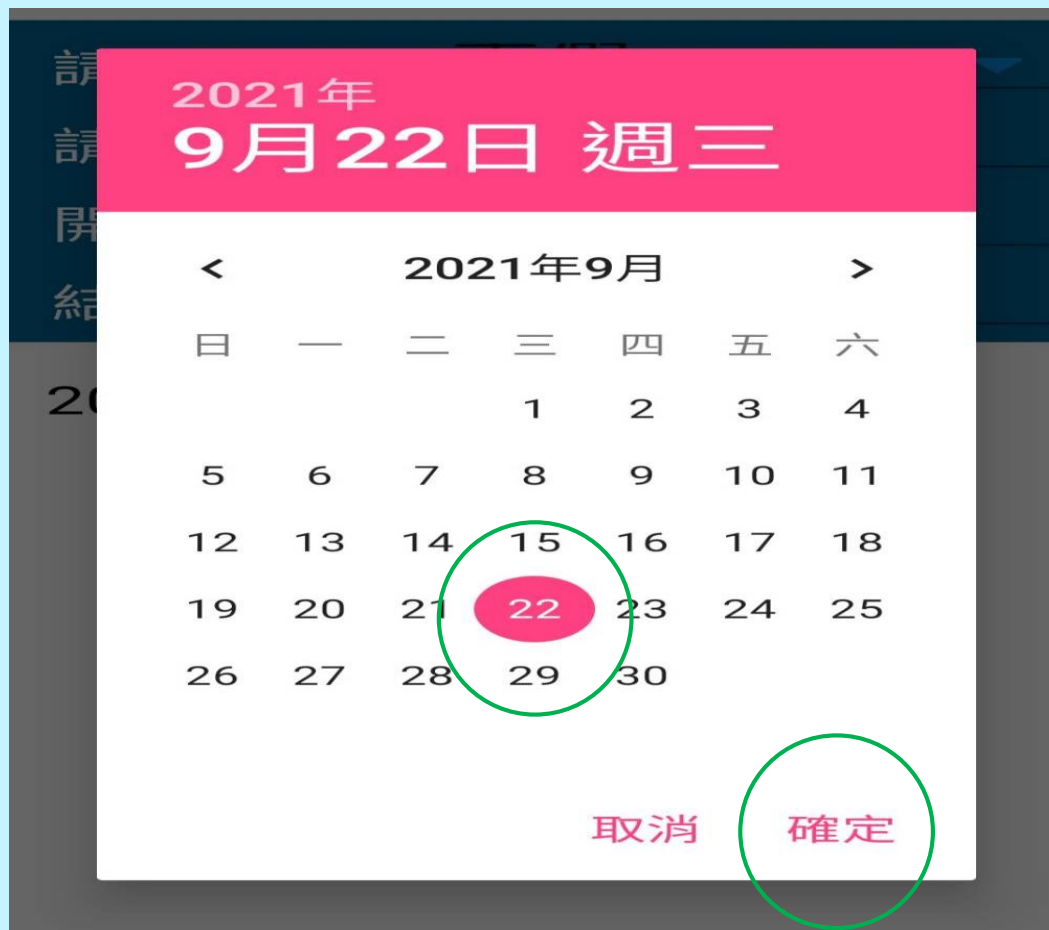 請
2021年
請
9月22日 週三
開
< 2021年9月 >
結
日 一 二 三 四 五 六
20
1 2 3 4
5 6 7 8 9 10 11
12 13 14 15 16 17 18
19 20 21 22 23 24 25
26 27 28 29 30
取消 確定